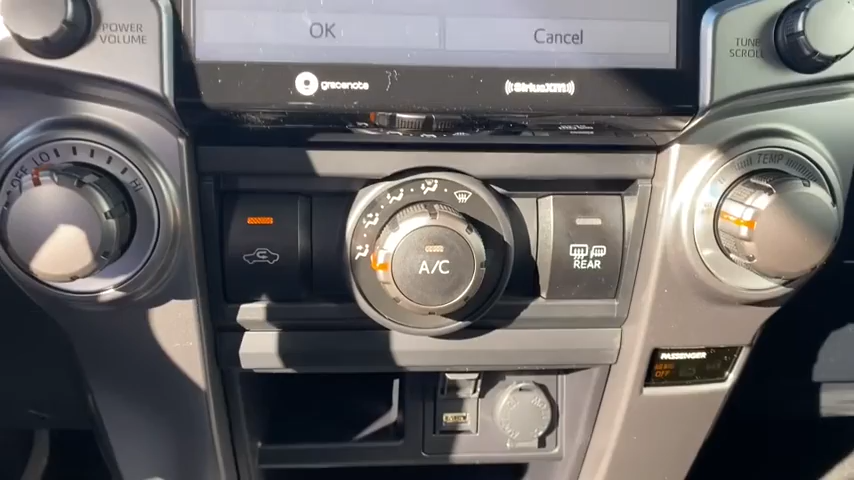 OK
Cancel
POWER
VOLUME
TUNE
SCROLL
gracenote
SiriusXM
OFF LO
HI
TEMP
A/C
REAR
PASSENGER
OFF